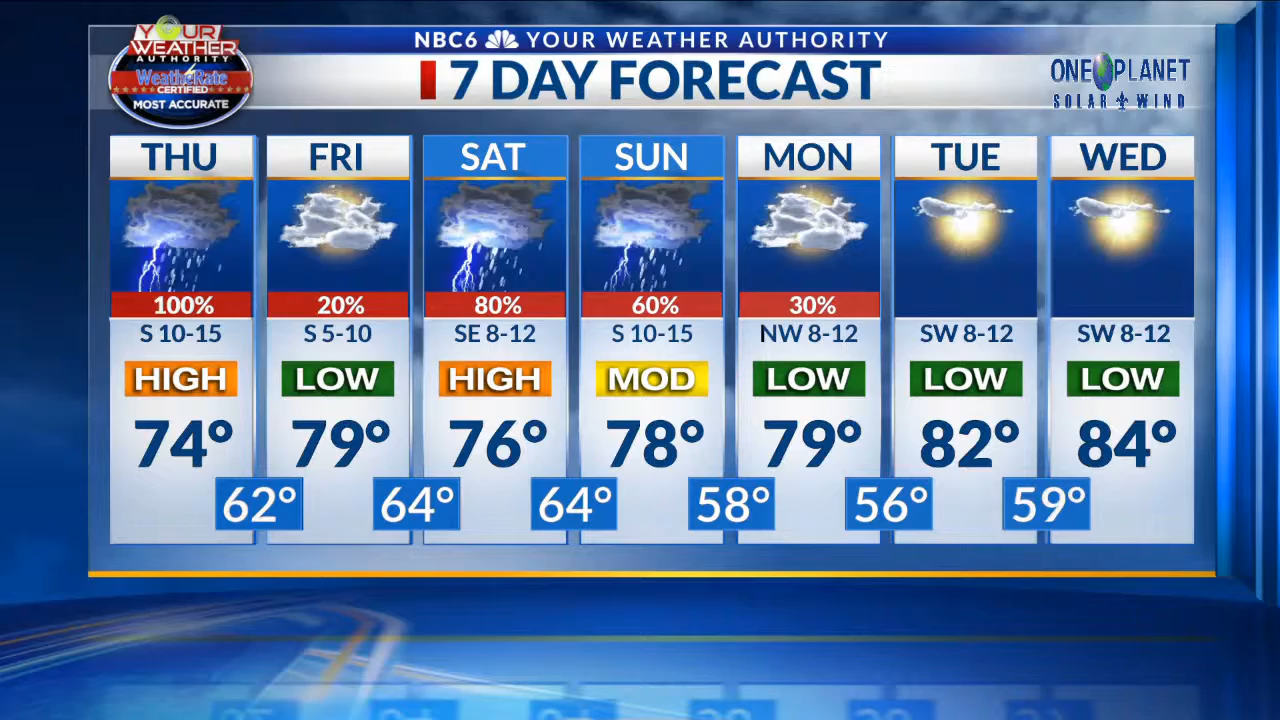 YOUR
WEATHER
AUTHORITY
WeatheRate
CERTIFIED
MOST ACCURATE
NBC6 YOUR WEATHER AUTHORITY
7 DAY FORECAST
ONE PLANET
SOLAR WIND
THU FRI SAT SUN MON TUE WED
100% 20% 80% 60% 30%
S 10-15 S 5-10 SE 8-12 S 10-15 NW 8-12 SW 8-12 SW 8-12
HIGH LOW HIGH MOD LOW LOW LOW
74° 79° 76° 78° 79° 82° 84°
62° 64° 64° 58° 56° 59°